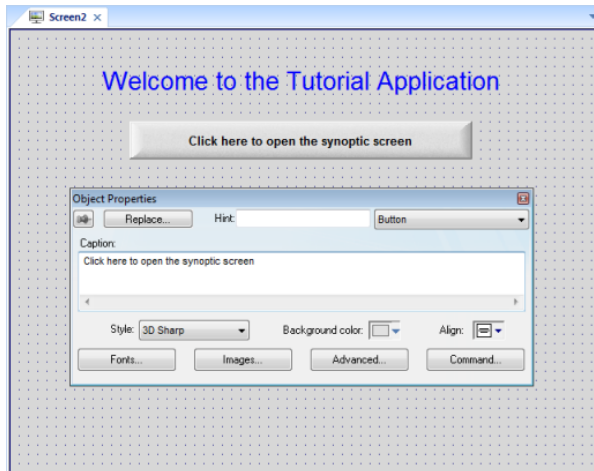 Screen2
Welcome to the Tutorial Application
Click here to open the synoptic screen
Object Properties
Replace... Hint: Button
Caption:
Click here to open the synoptic screen
Style: 3D Sharp Background color: Align:
Fonts... Images... Advanced... Command...